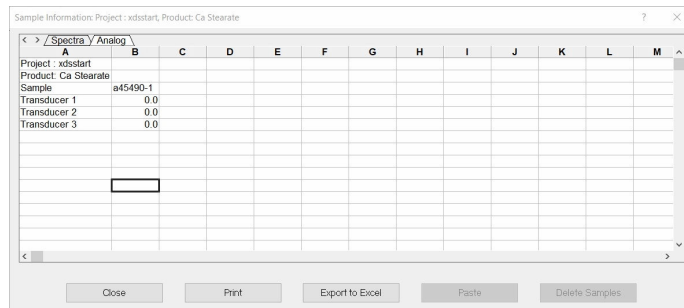 Sample Information: Project : xdsstart, Product: Ca Stearate ? ×
< > Spectra Analog
A B C D E F G H I J K L M
Project : xdsstart
Product: Ca Stearate
Sample a45490-1
Transducer 1 0.0
Transducer 2 0.0
Transducer 3 0.0
Close Print Export to Excel Paste Delete Samples